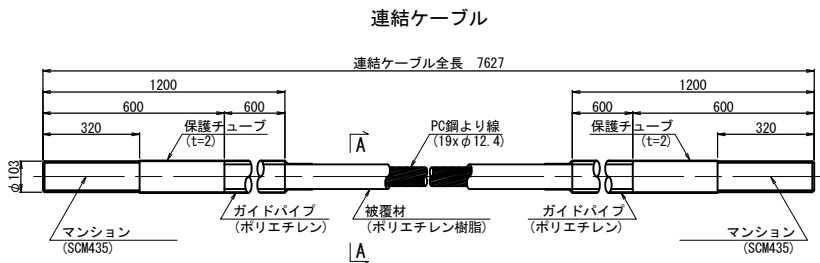 連結ケーブル
連結ケーブル全長 7627
1200
1200
600
600
600
600
320
保護チューブ
(t=2)
A
PC鋼より線
(19xφ12.4)
保護チューブ
(t=2)
320
φ103
マンション
(SCM435)
ガイドパイプ
(ポリエチレン)
被覆材
(ポリエチレン樹脂)
ガイドパイプ
(ポリエチレン)
マンション
(SCM435)
A